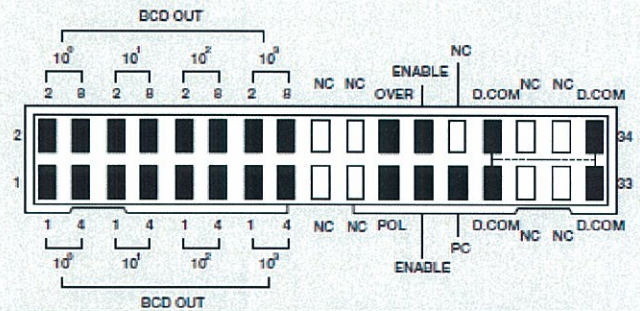 BCD OUT
10⁰ 10¹ 10² 10³ NC
2 8 2 8 2 8 2 8 NC NC OVER ENABLE D.COM NC NC D.COM
2 34
1 33
1 4 1 4 1 4 1 4 NC NC POL ENABLE PC D.COM NC NC D.COM
10⁰ 10¹ 10² 10³
BCD OUT